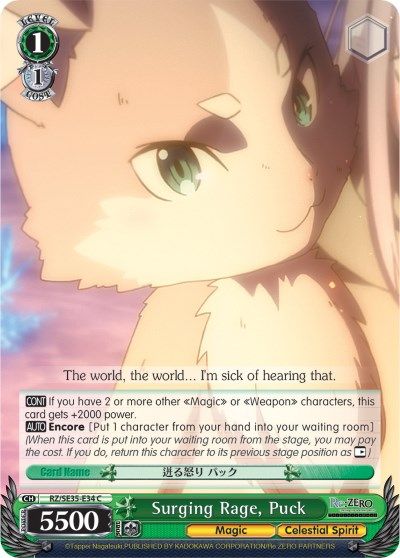 LEVEL
1
1
COST
The world, the world... I'm sick of hearing that.
CONT If you have 2 or more other «Magic» or «Weapon» characters, this
card gets +2000 power.
AUTO Encore [Put 1 character from your hand into your waiting room]
(When this card is put into your waiting room from the stage, you may pay
the cost. If you do, return this character to its previous stage position as )
Card Name 迸る怒り パック
CH RZ/SE35-E34 C
POWER 5500 Surging Rage, Puck Re:ZERO
Magic Celestial Spirit
©Tappei Nagatsuki,PUBLISHED BY KADOKAWA CORPORATION/Re:ZERO PARTNERS